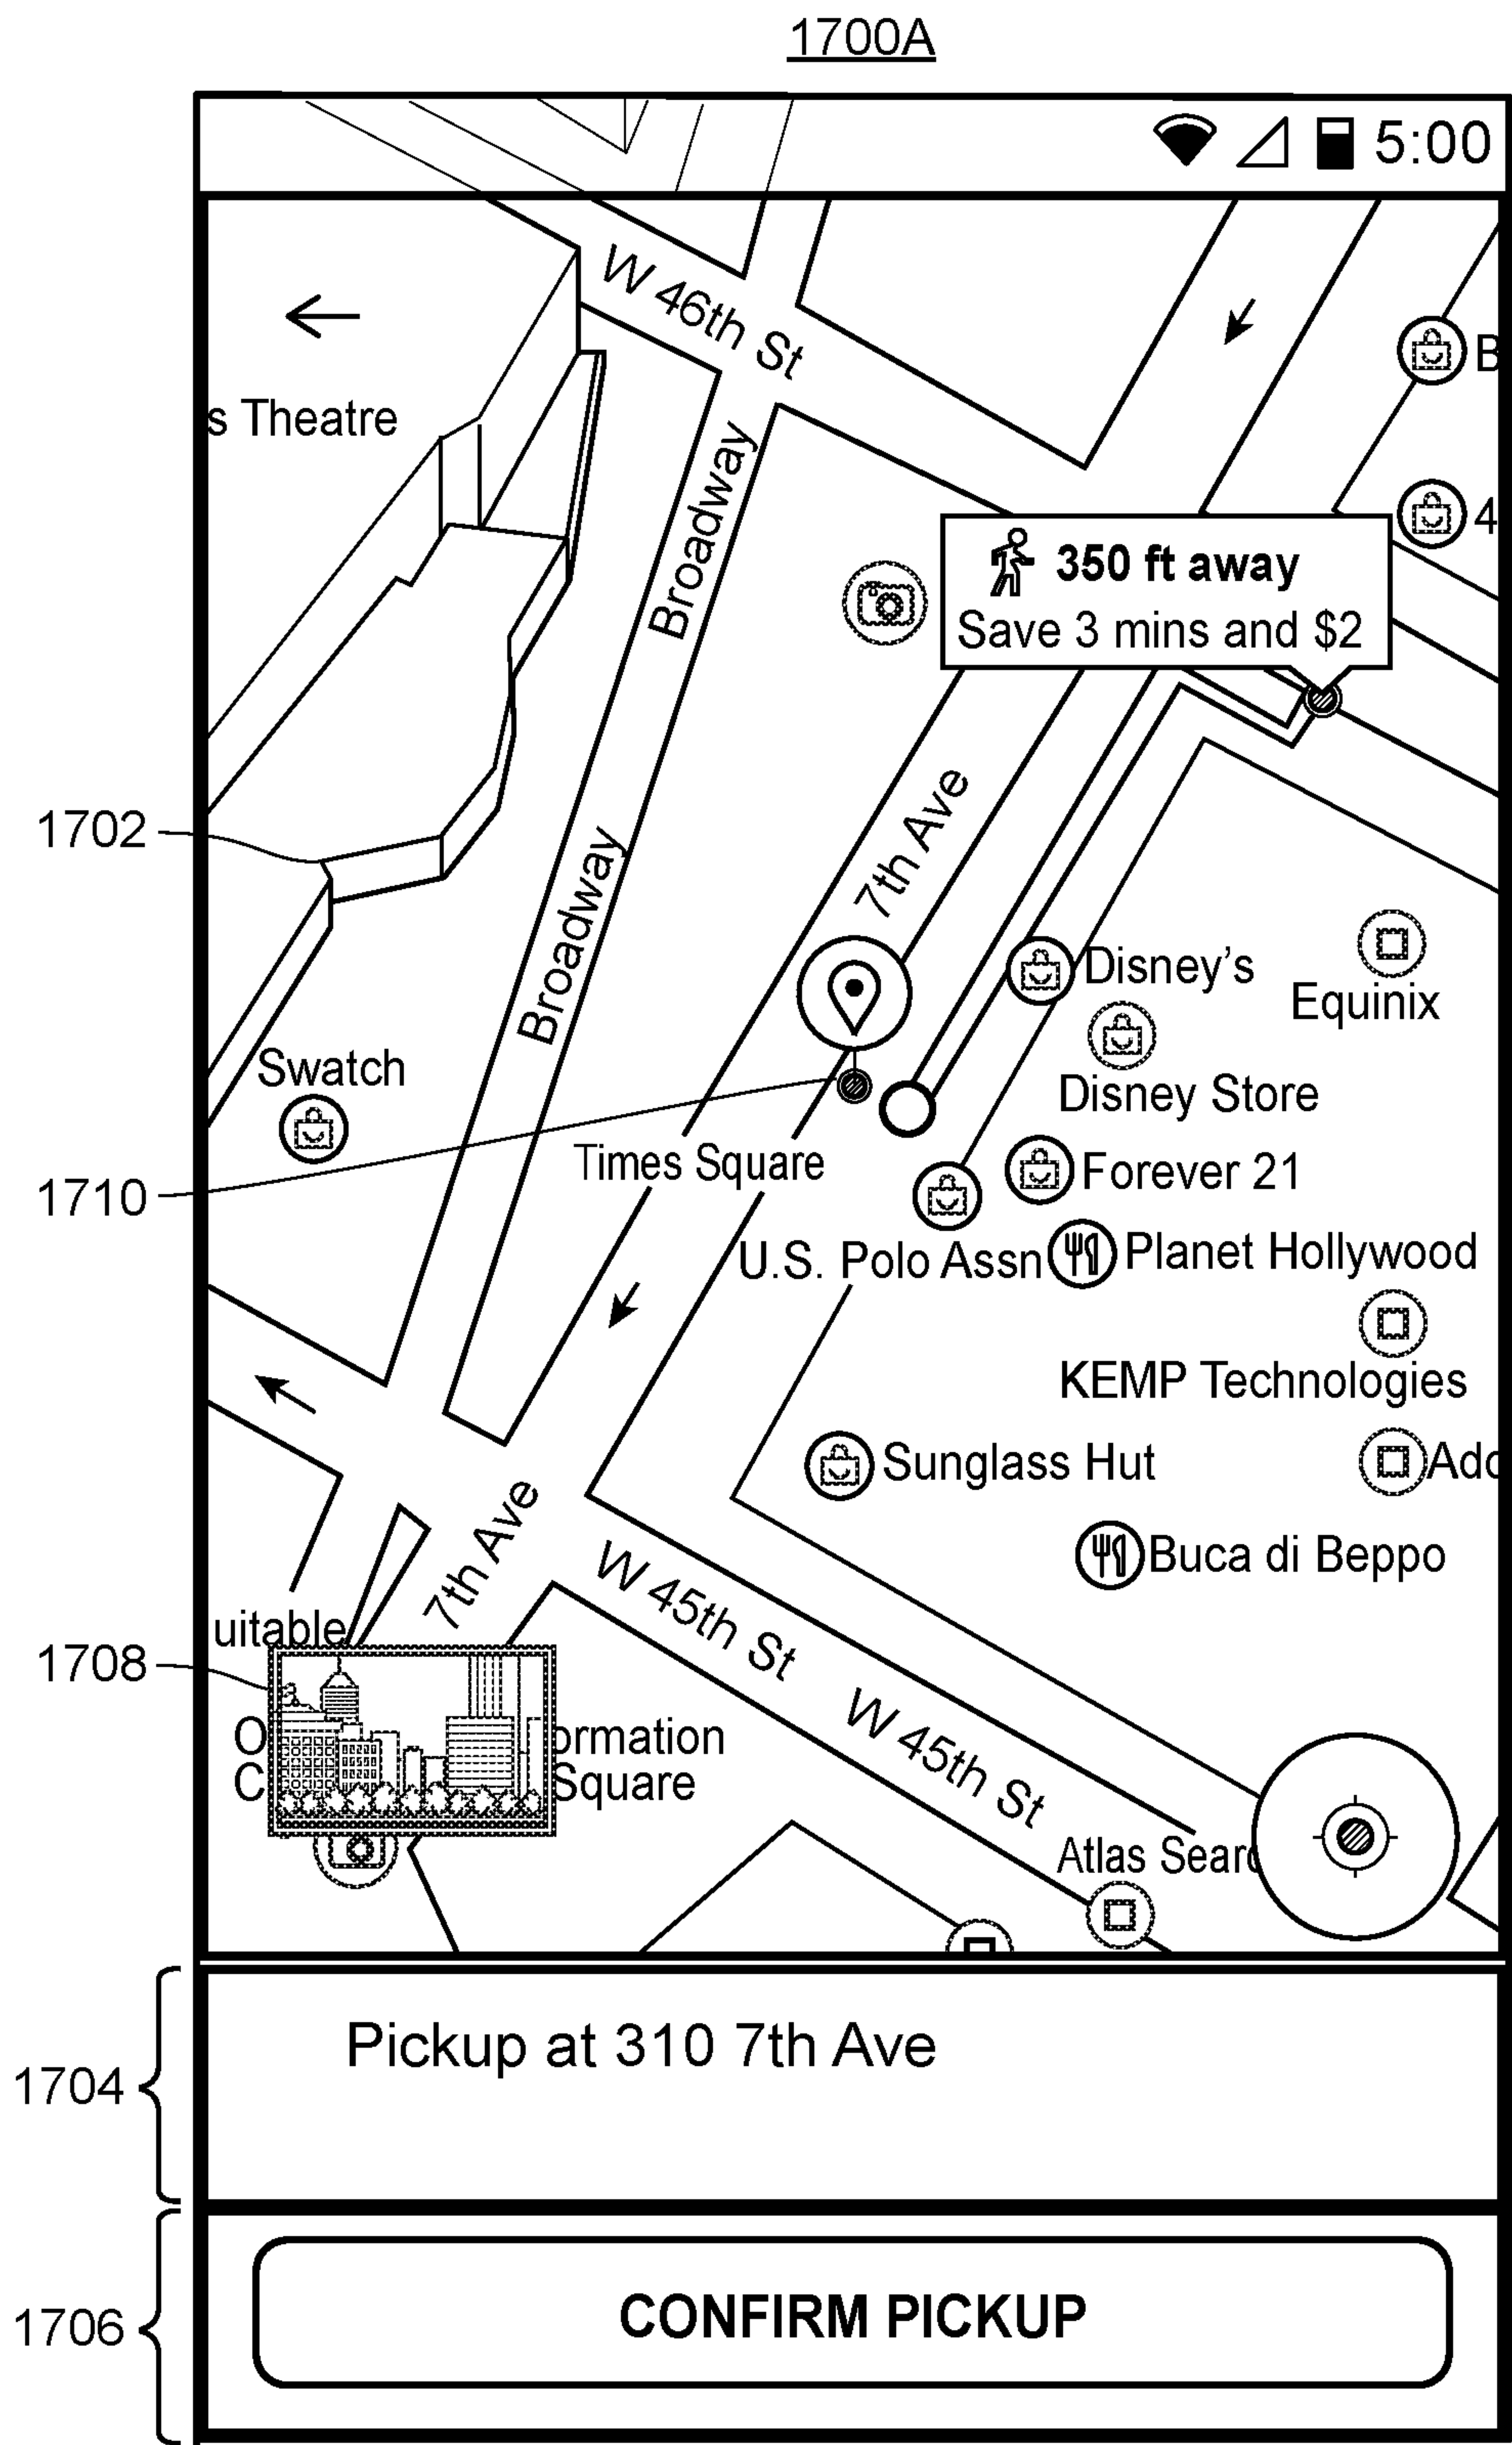 1700A
5:00
W 46th St
B
s Theatre
Broadway
4
350 ft away
Save 3 mins and $2
7th Ave
1702
Broadway
Disney's
Equinix
Swatch
Disney Store
Times Square
Forever 21
1710
U.S. Polo Assn
Planet Hollywood
KEMP Technologies
Sunglass Hut
Add
7th Ave
Buca di Beppo
W 45th St
uitable
1708
W 45th St
O
ormation
C
Square
Atlas Searc
Pickup at 310 7th Ave
1704
CONFIRM PICKUP
1706